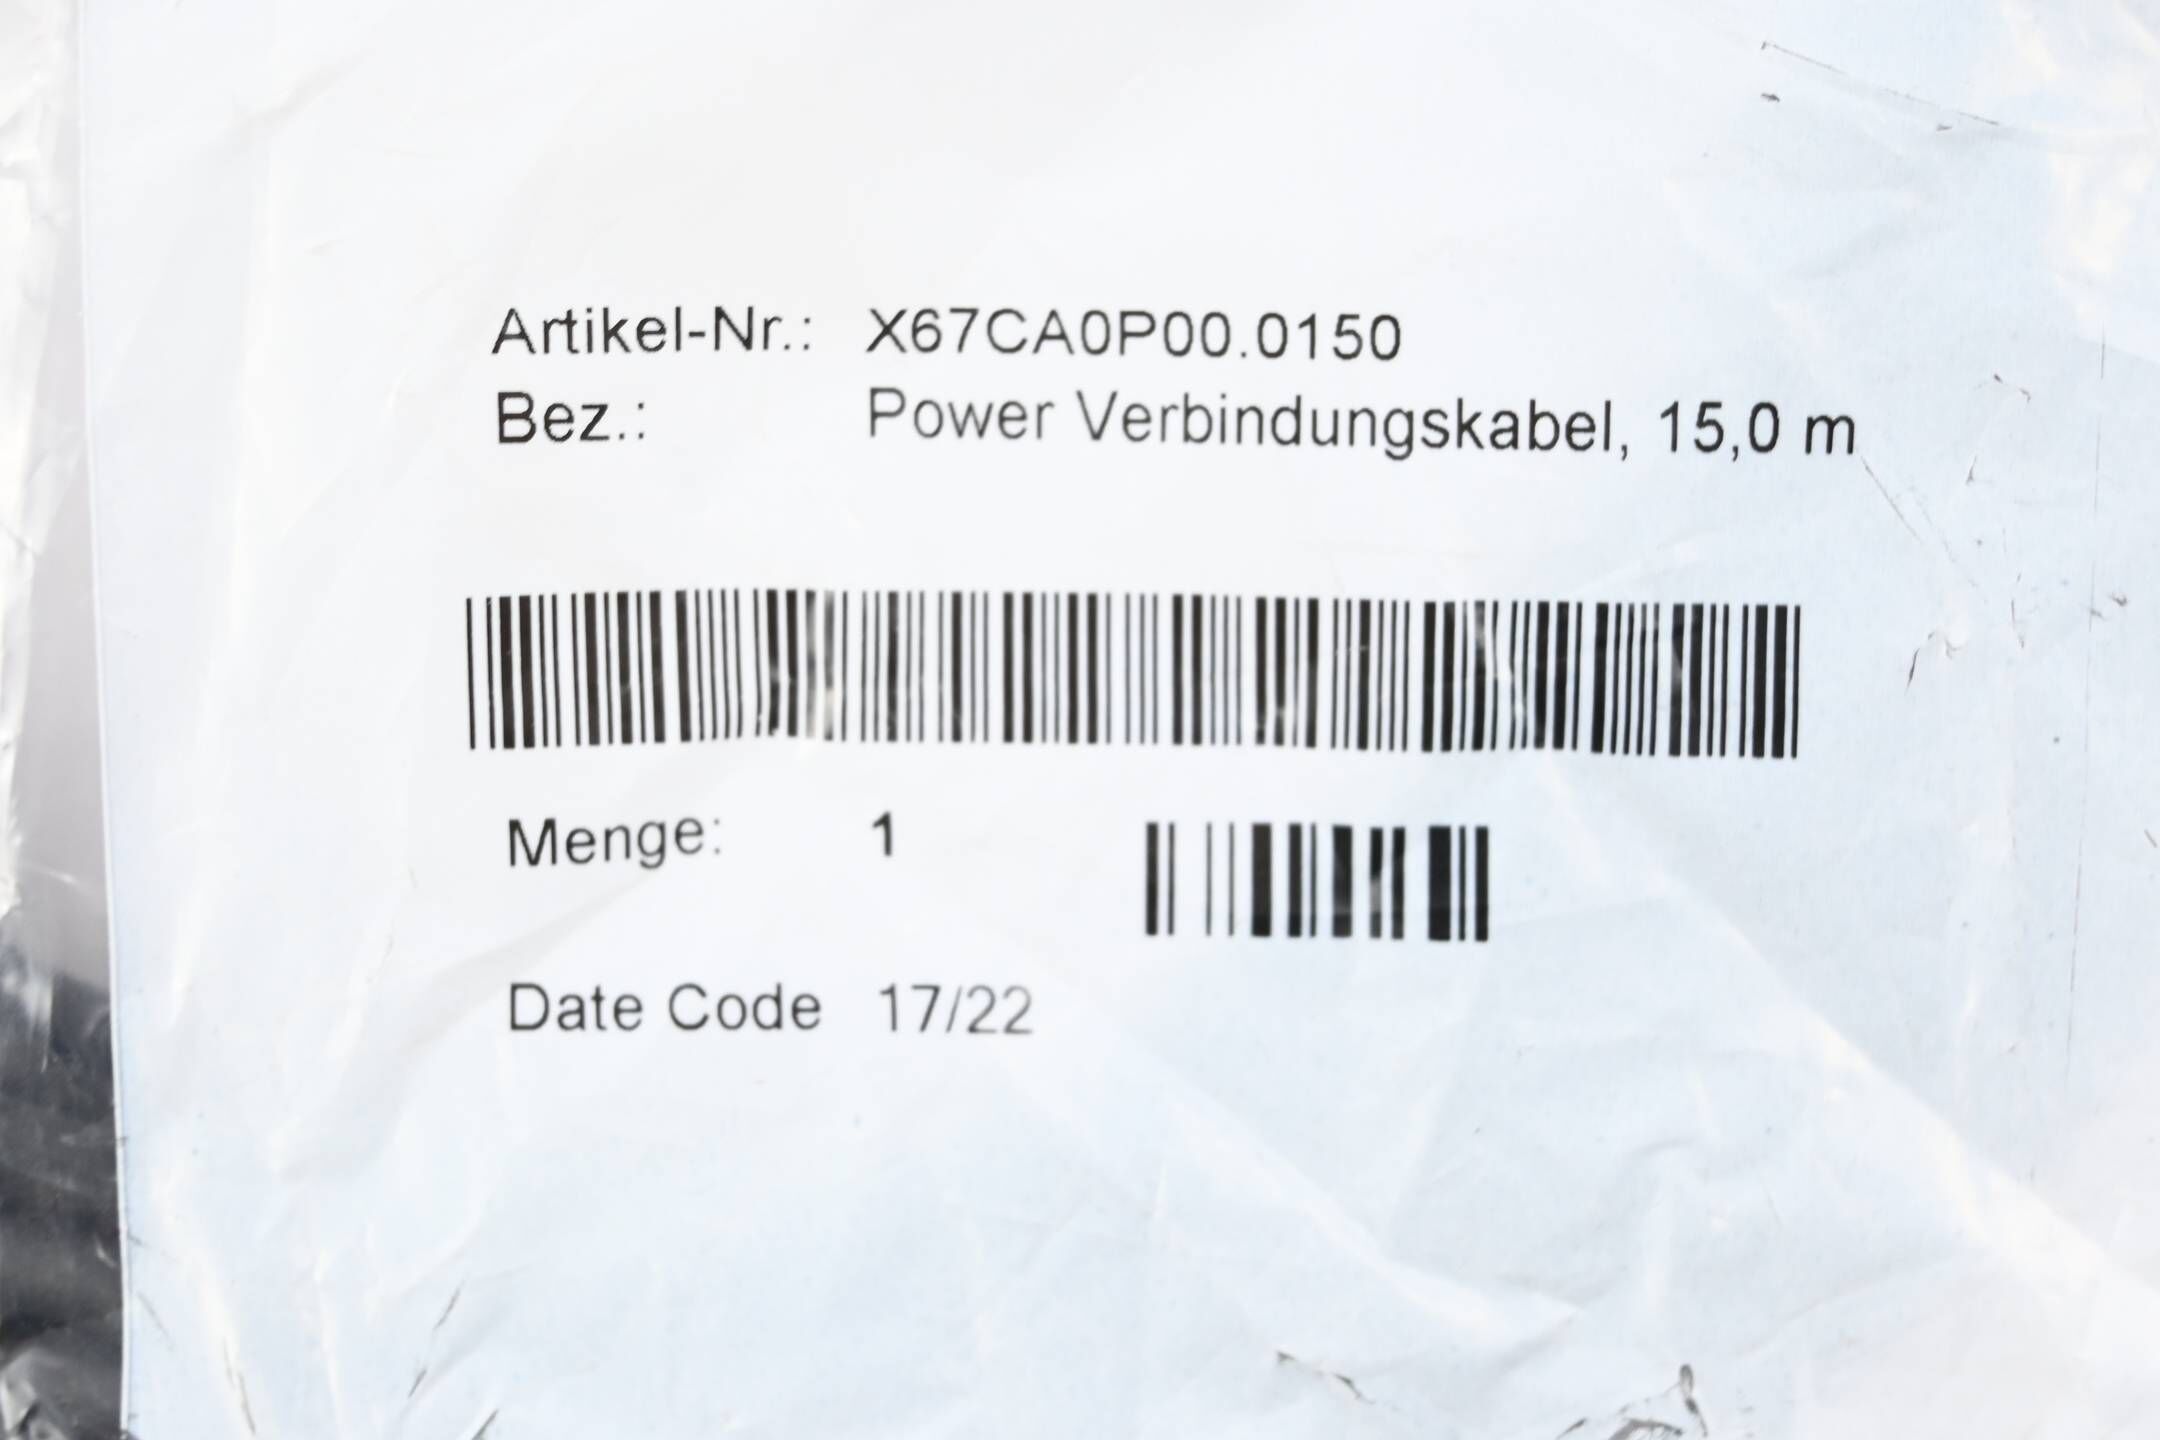 Artikel-Nr.: X67CA0P00.0150
Bez.: Power Verbindungskabel, 15,0 m
Menge: 1
Date Code 17/22